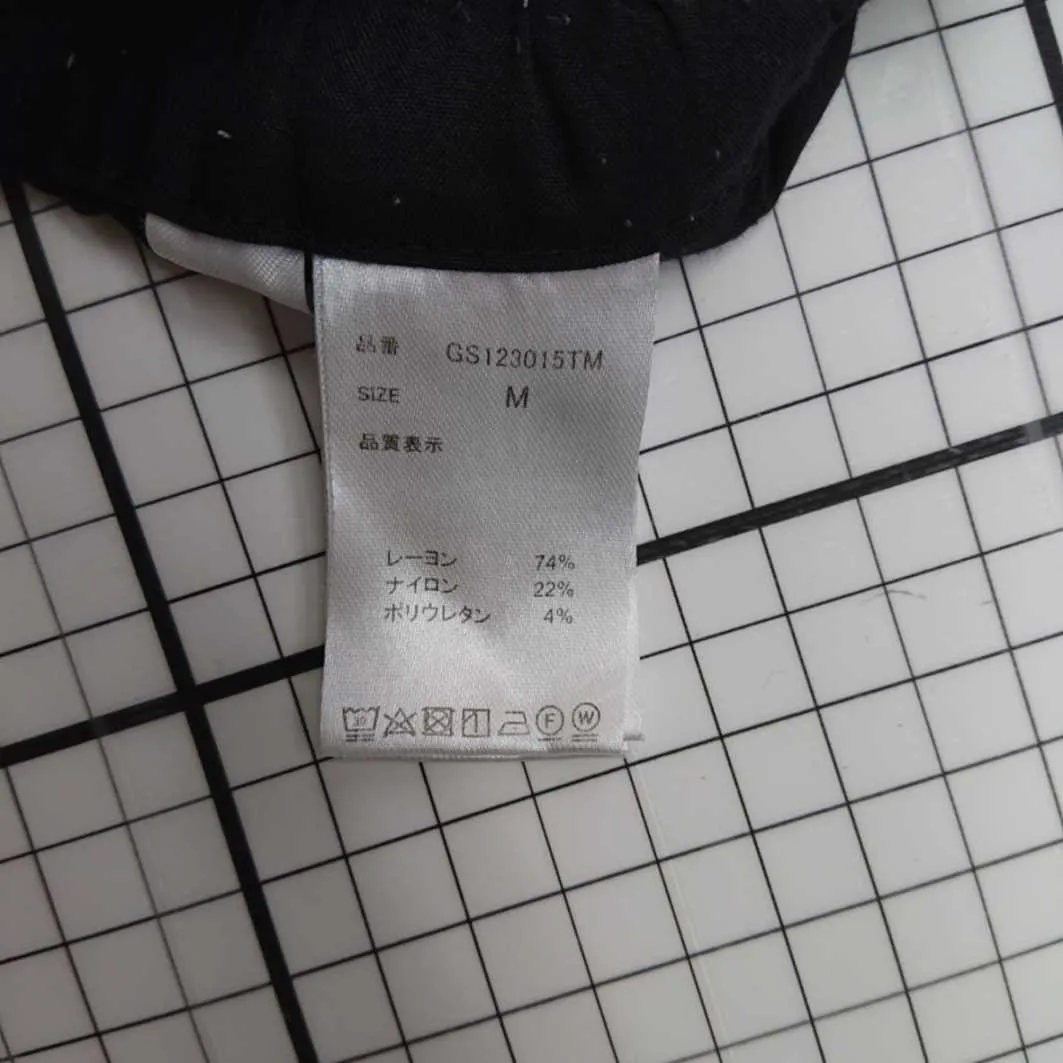 品番 GS123015TM
SIZE M
品質表示
レーヨン 74%
ナイロン 22%
ポリウレタン 4%
30 F W